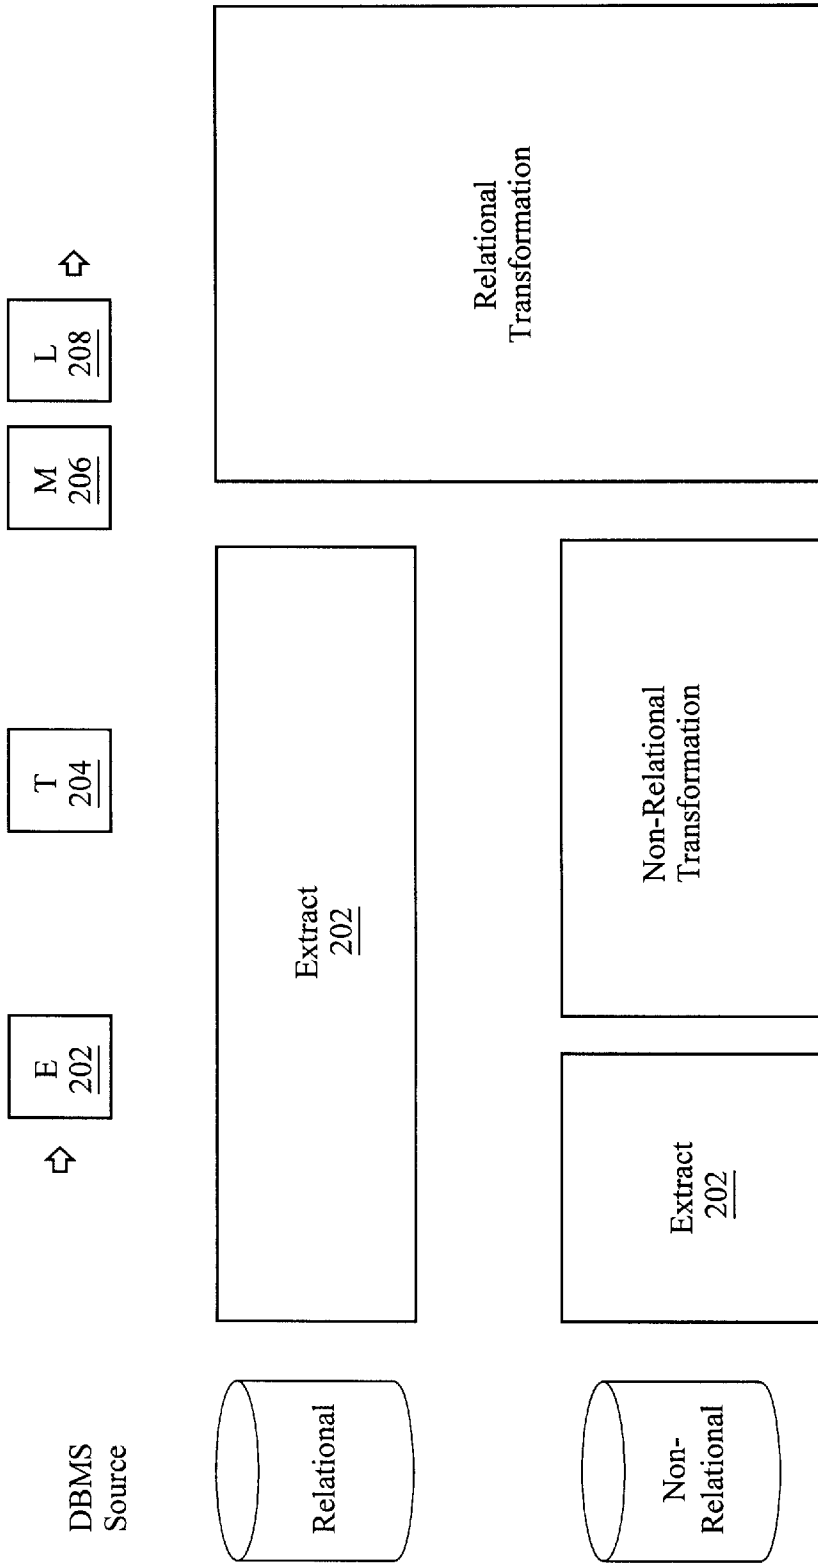 DBMS
Source
E
202
T
204
M
206
L
208
Relational
Extract
202
Relational
Transformation
Non-
Relational
Extract
202
Non-Relational
Transformation